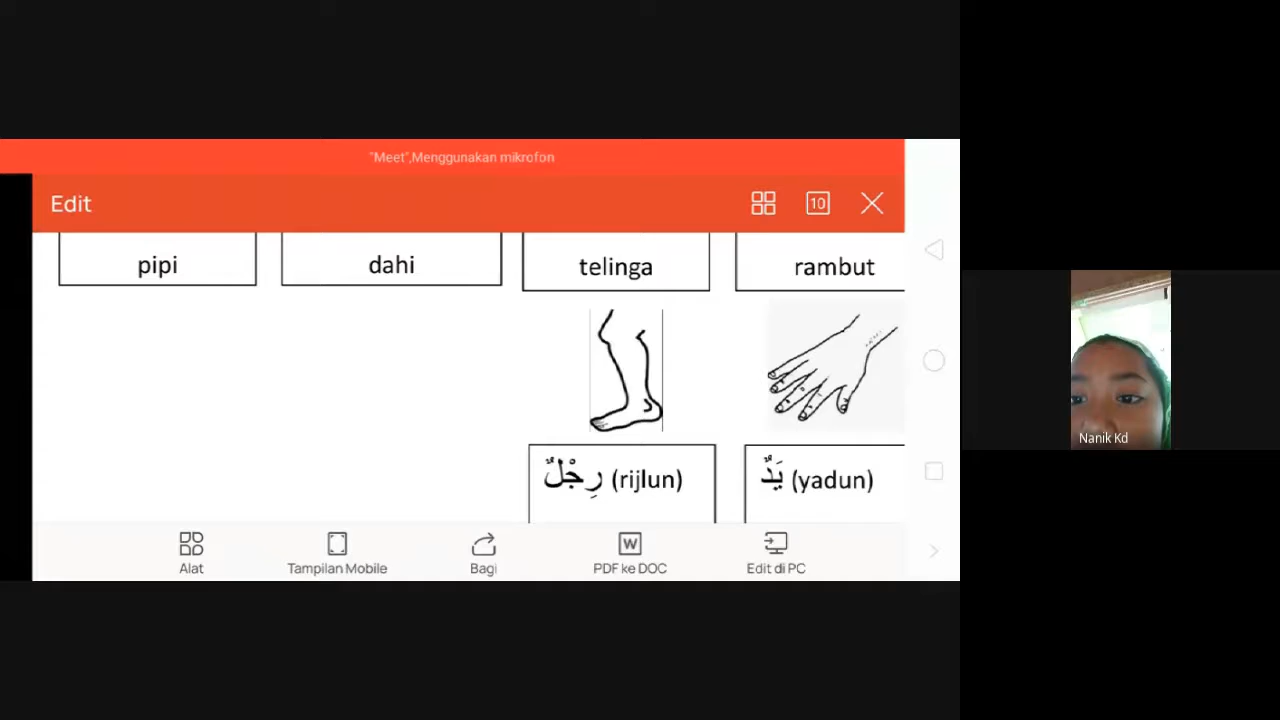 "Meet",Menggunakan mikrofon
Edit
10
pipi
dahi
telinga
rambut
رِجْلٌ (rijlun)
يَدٌ (yadun)
Alat
Tampilan Mobile
Bagi
W
PDF ke DOC
Edit di PC
Nanik Kd